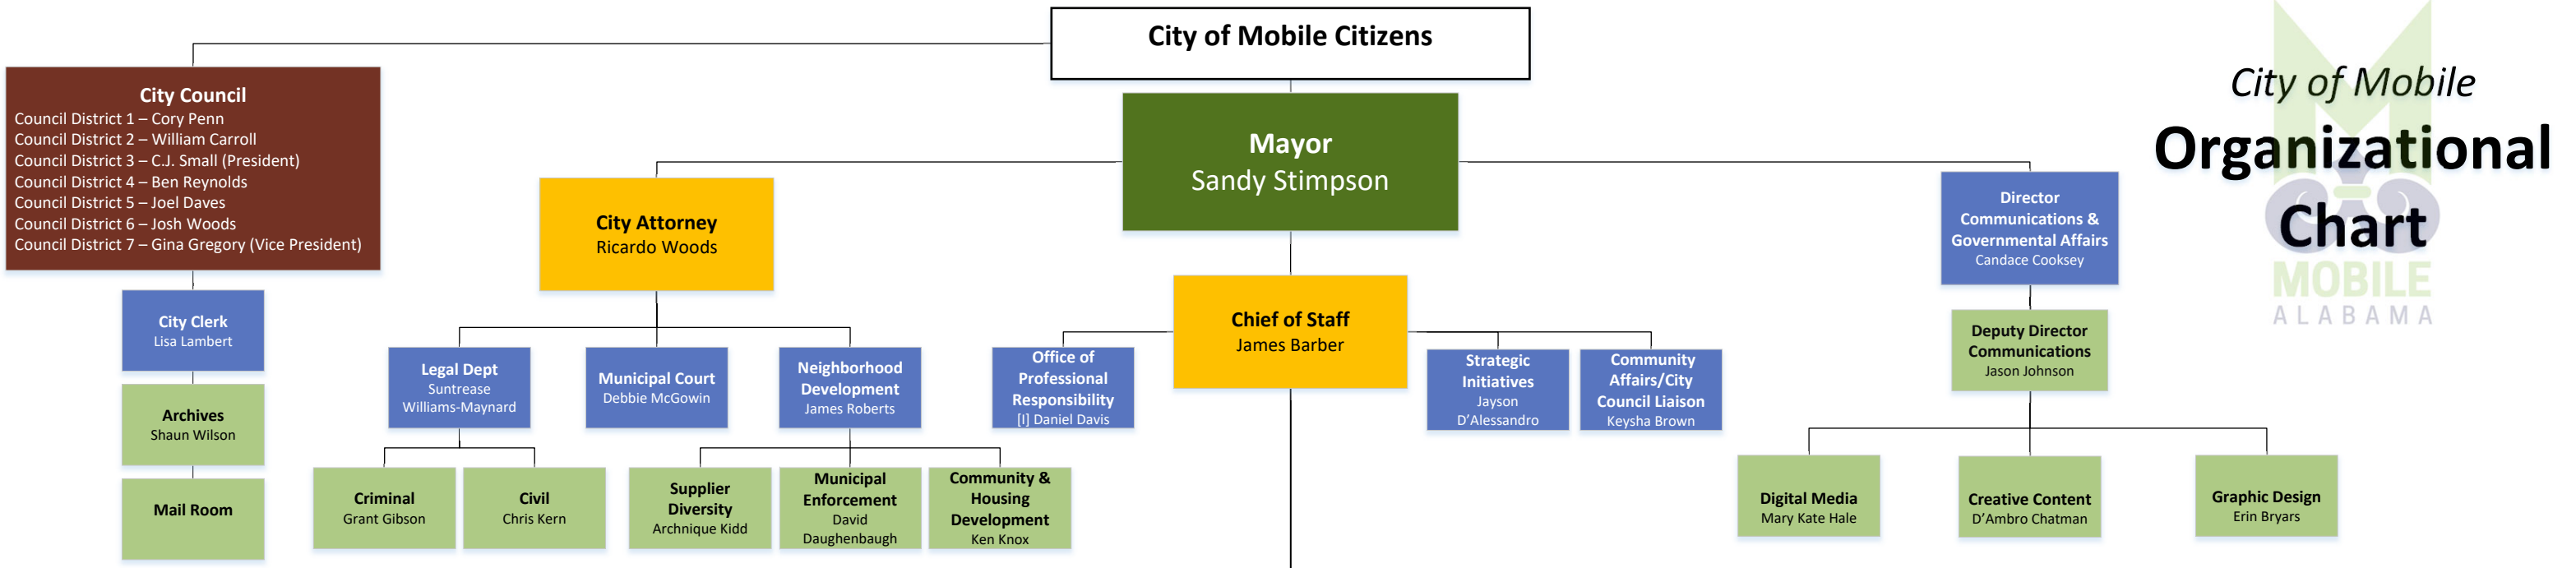 City of Mobile Citizens
City of Mobile
Organizational
Chart
MOBILE
ALABAMA
City Council
Council District 1 – Cory Penn
Council District 2 – William Carroll
Council District 3 – C.J. Small (President)
Council District 4 – Ben Reynolds
Council District 5 – Joel Daves
Council District 6 – Josh Woods
Council District 7 – Gina Gregory (Vice President)
Mayor
Sandy Stimpson
City Attorney
Ricardo Woods
Director
Communications &
Governmental Affairs
Candace Cooksey
City Clerk
Lisa Lambert
Chief of Staff
James Barber
Deputy Director
Communications
Jason Johnson
Legal Dept
Suntrease
Williams-Maynard
Municipal Court
Debbie McGowin
Neighborhood
Development
James Roberts
Office of
Professional
Responsibility
[I] Daniel Davis
Strategic
Initiatives
Jayson
D’Alessandro
Community
Affairs/City
Council Liaison
Keysha Brown
Archives
Shaun Wilson
Mail Room
Criminal
Grant Gibson
Civil
Chris Kern
Supplier
Diversity
Archnique Kidd
Municipal
Enforcement
David
Daughenbaugh
Community &
Housing
Development
Ken Knox
Digital Media
Mary Kate Hale
Creative Content
D’Ambro Chatman
Graphic Design
Erin Bryars